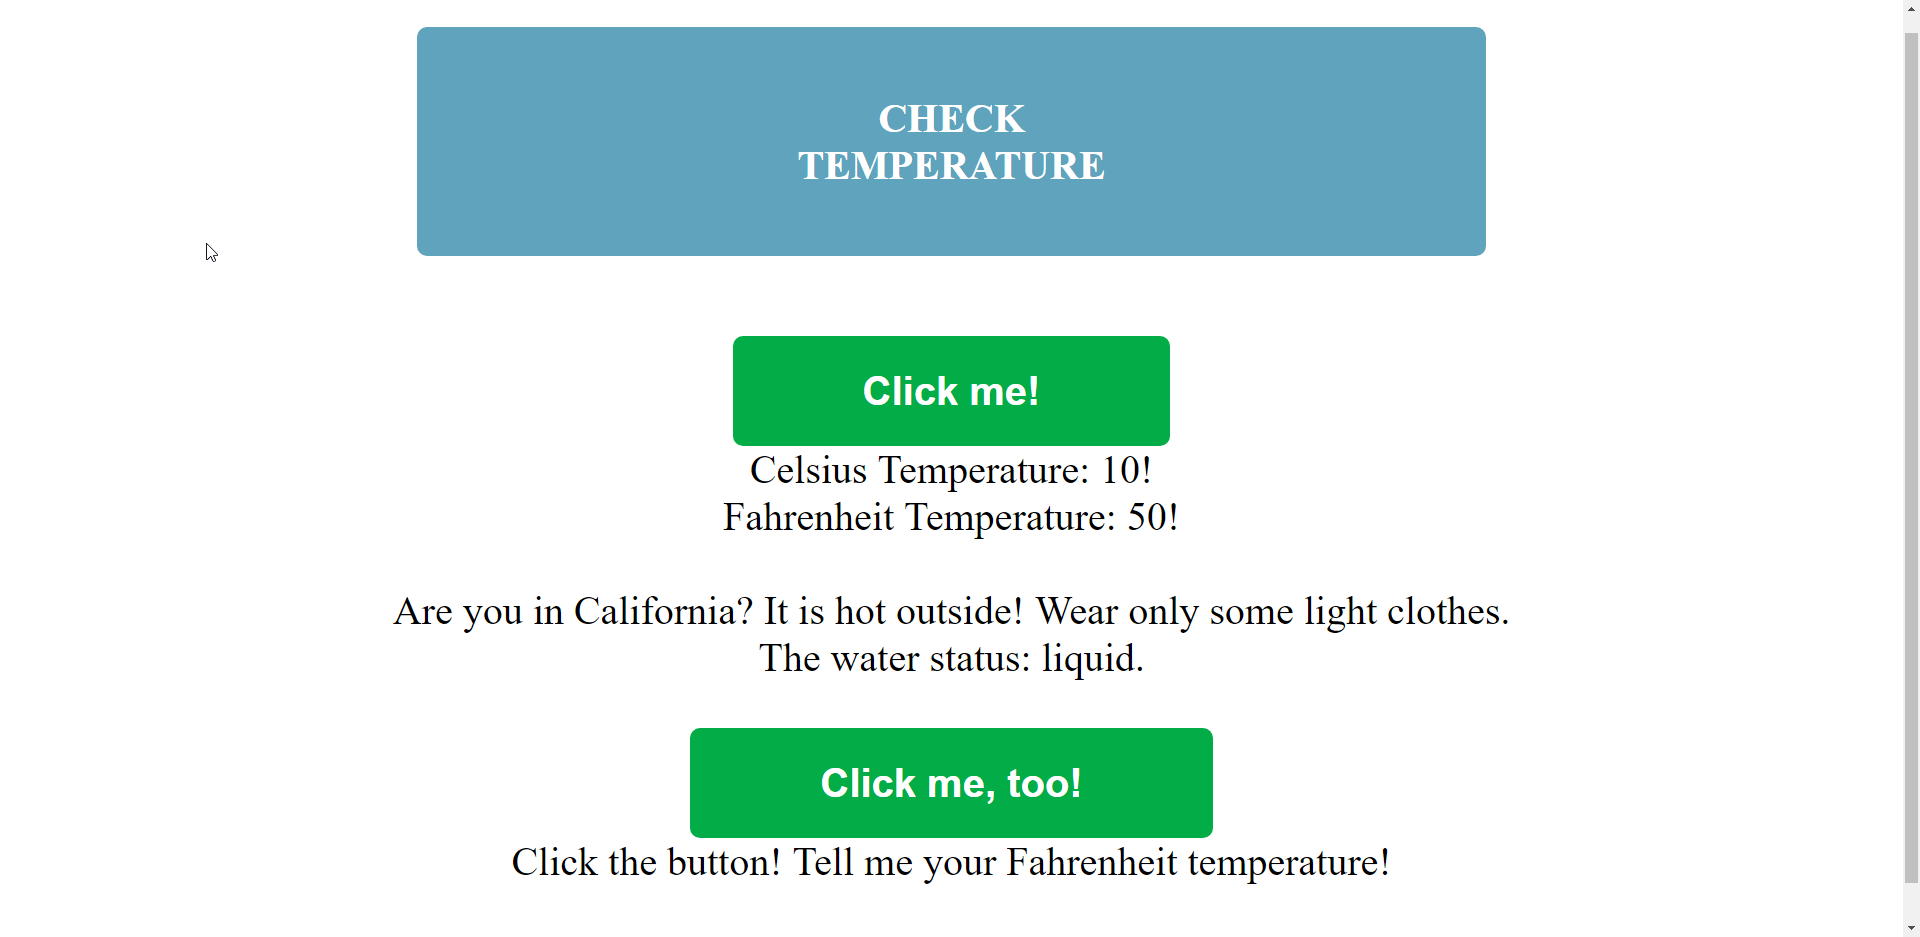 CHECK
TEMPERATURE
Click me!
Celsius Temperature: 10!
Fahrenheit Temperature: 50!
Are you in California? It is hot outside! Wear only some light clothes.
The water status: liquid.
Click me, too!
Click the button! Tell me your Fahrenheit temperature!